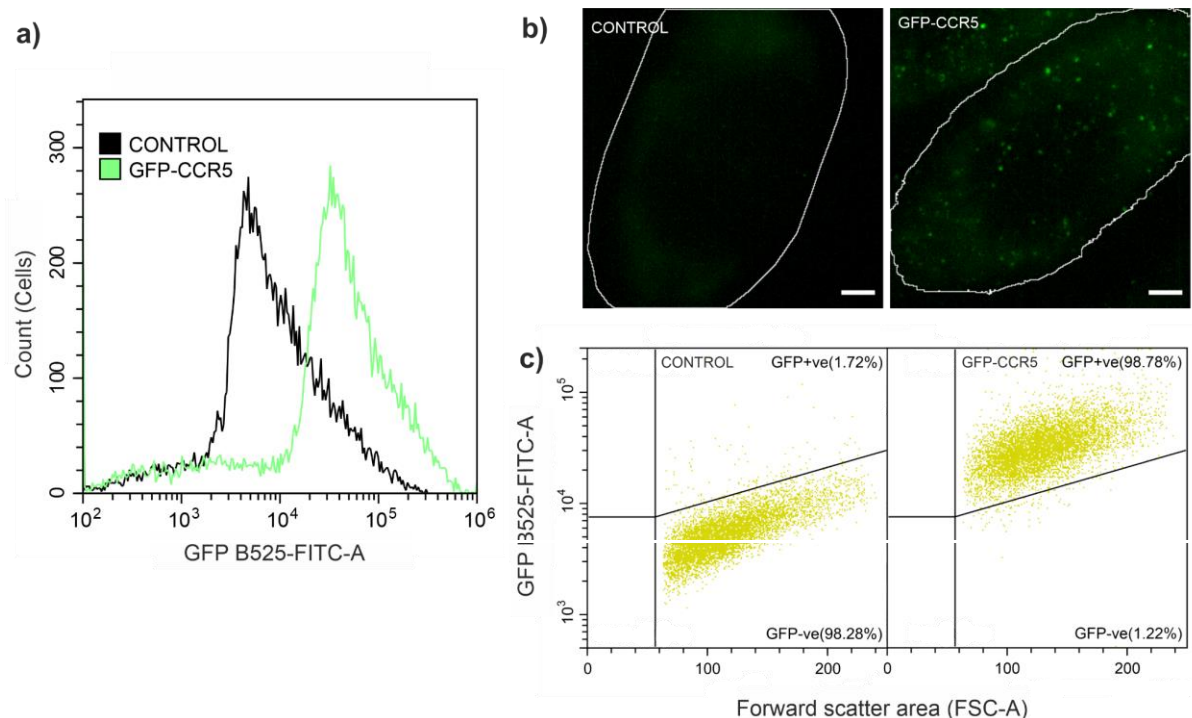 a)
CONTROL
GFP-CCR5
Count (Cells)
300
200
100
0
10²
10³
10⁴
10⁵
10⁶
GFP B525-FITC-A
b)
CONTROL
GFP-CCR5
c)
CONTROL
GFP+ve(1.72%)
GFP-CCR5
GFP+ve(98.78%)
GFP B525-FITC-A
10⁵
10⁴
10³
GFP-ve(98.28%)
GFP-ve(1.22%)
0
100
200
0
100
200
Forward scatter area (FSC-A)